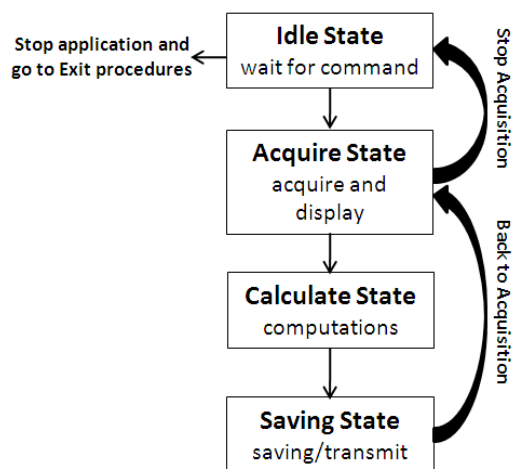 Stop application and
go to Exit procedures
Idle State
wait for command
Stop Acquisition
Acquire State
acquire and
display
Back to Acquisition
Calculate State
computations
Saving State
saving/transmit